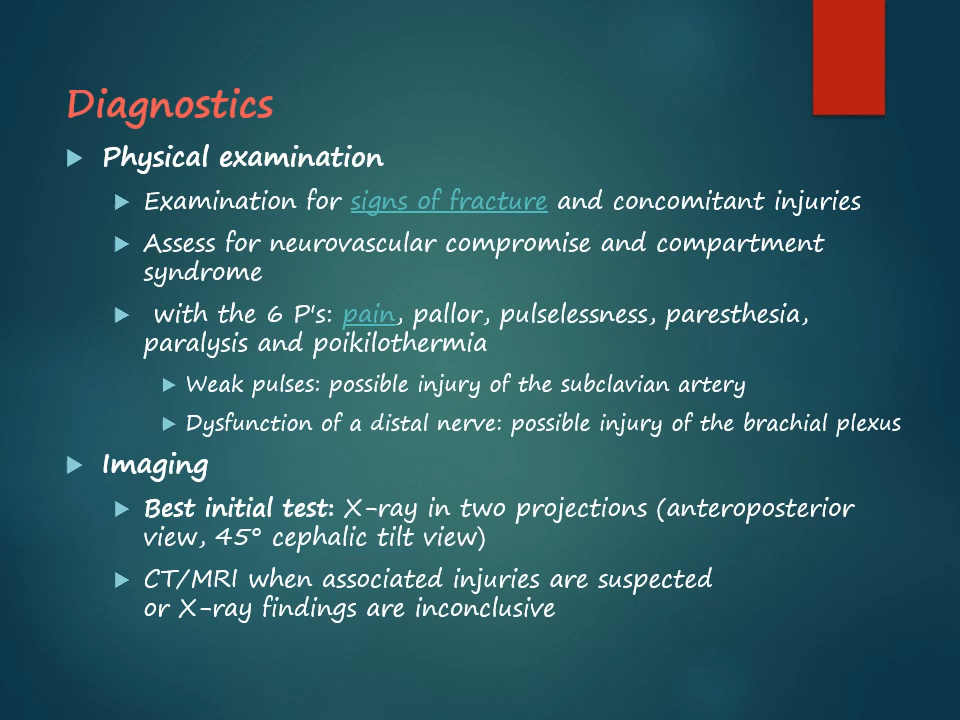 Diagnostics
Physical examination
Examination for signs of fracture and concomitant injuries
Assess for neurovascular compromise and compartment
syndrome
with the 6 P's: pain, pallor, pulselessness, paresthesia,
paralysis and poikilothermia
Weak pulses: possible injury of the subclavian artery
Dysfunction of a distal nerve: possible injury of the brachial plexus
Imaging
Best initial test: X-ray in two projections (anteroposterior
view, 45° cephalic tilt view)
CT/MRI when associated injuries are suspected
or X-ray findings are inconclusive